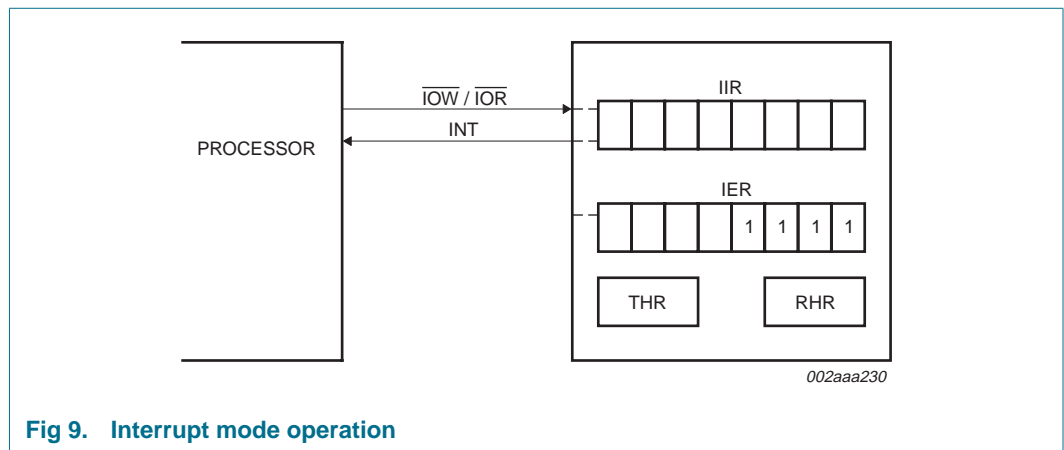 IIR
IOW / IOR
INT
PROCESSOR
IER
1 1 1 1
THR RHR
002aaa230
Fig 9. Interrupt mode operation